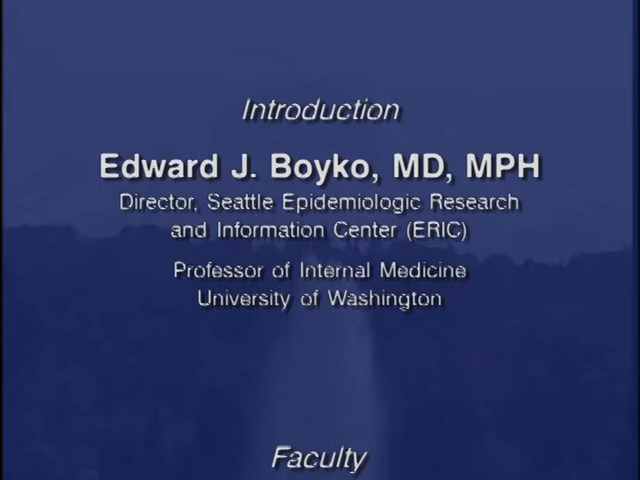 Introduction
Edward J. Boyko, MD, MPH
Director, Seattle Epidemiologic Research
and Information Center (ERIC)
Professor of Internal Medicine
University of Washington
Faculty